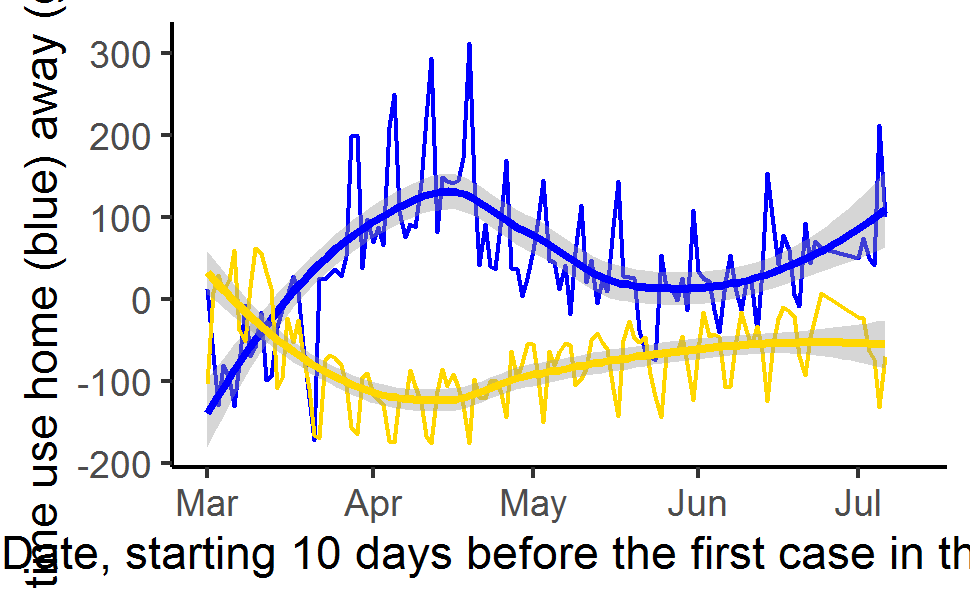 time use home (blue) away (
300
200
100
0
-100
-200
Mar Apr May Jun Jul
Date, starting 10 days before the first case in th